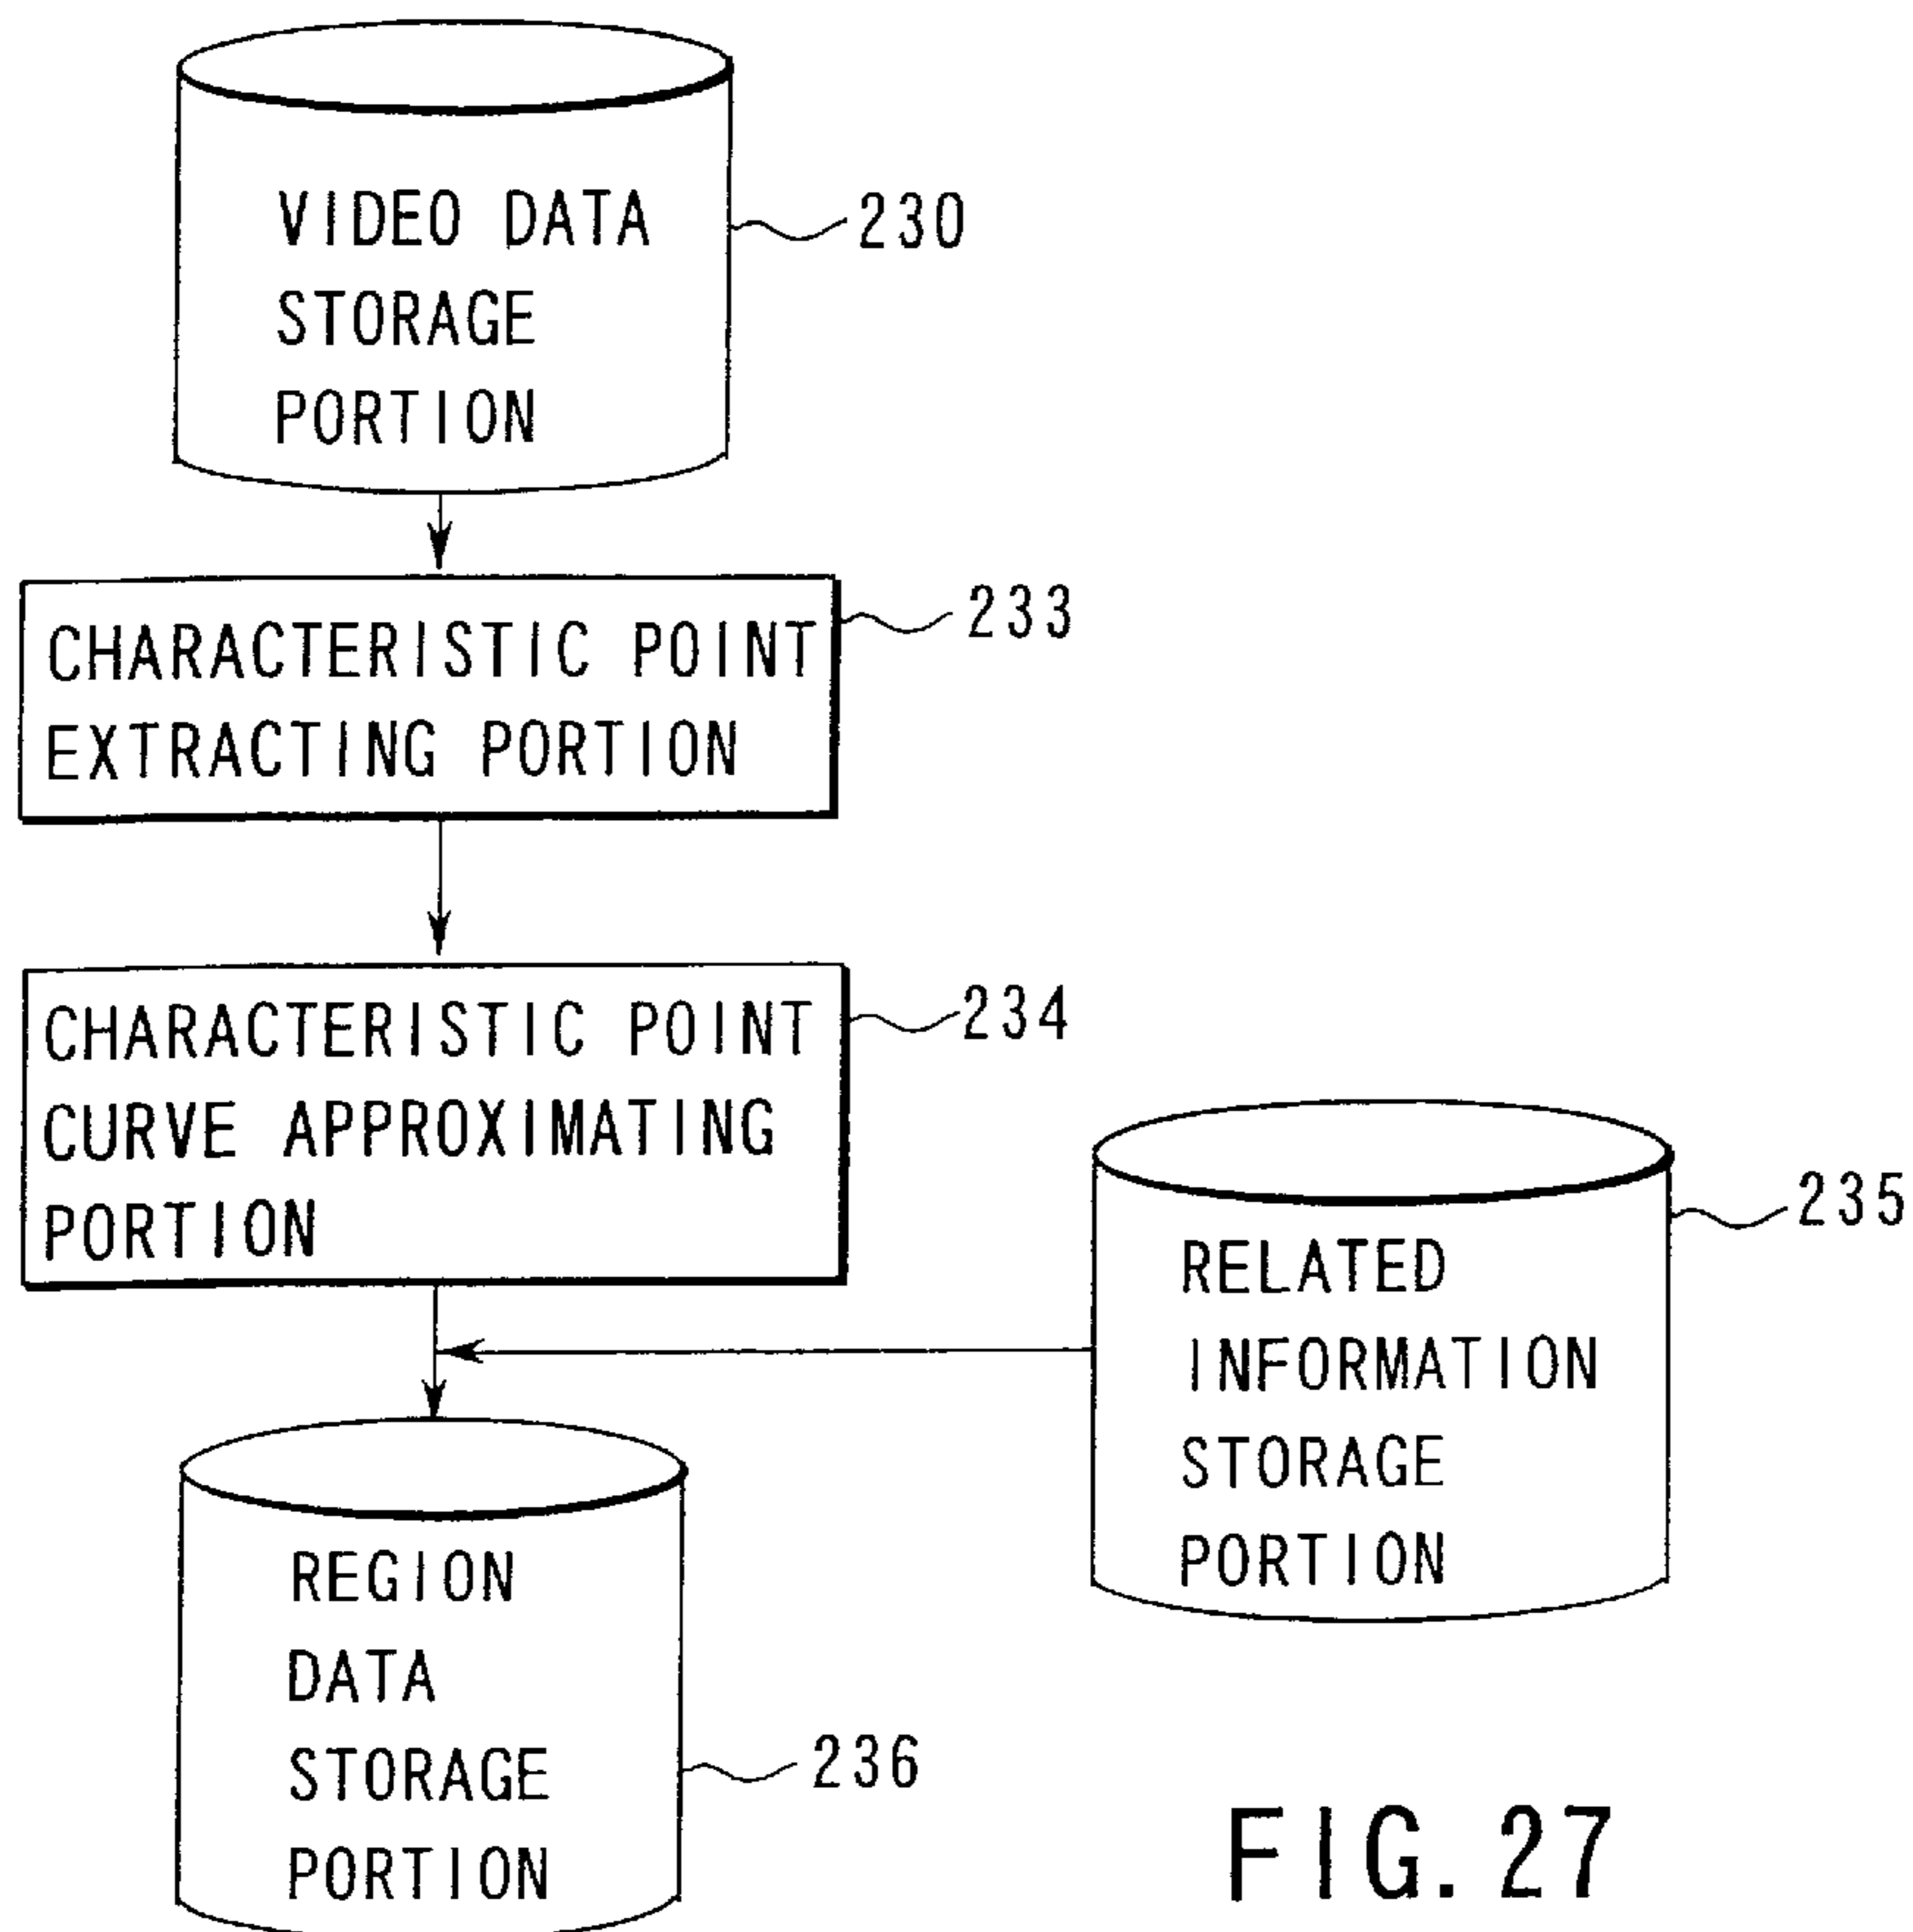 VIDEO DATA
STORAGE
PORTION
230
CHARACTERISTIC POINT
EXTRACTING PORTION
233
CHARACTERISTIC POINT
CURVE APPROXIMATING
PORTION
234
RELATED
INFORMATION
STORAGE
PORTION
235
REGION
DATA
STORAGE
PORTION
236
FIG. 27